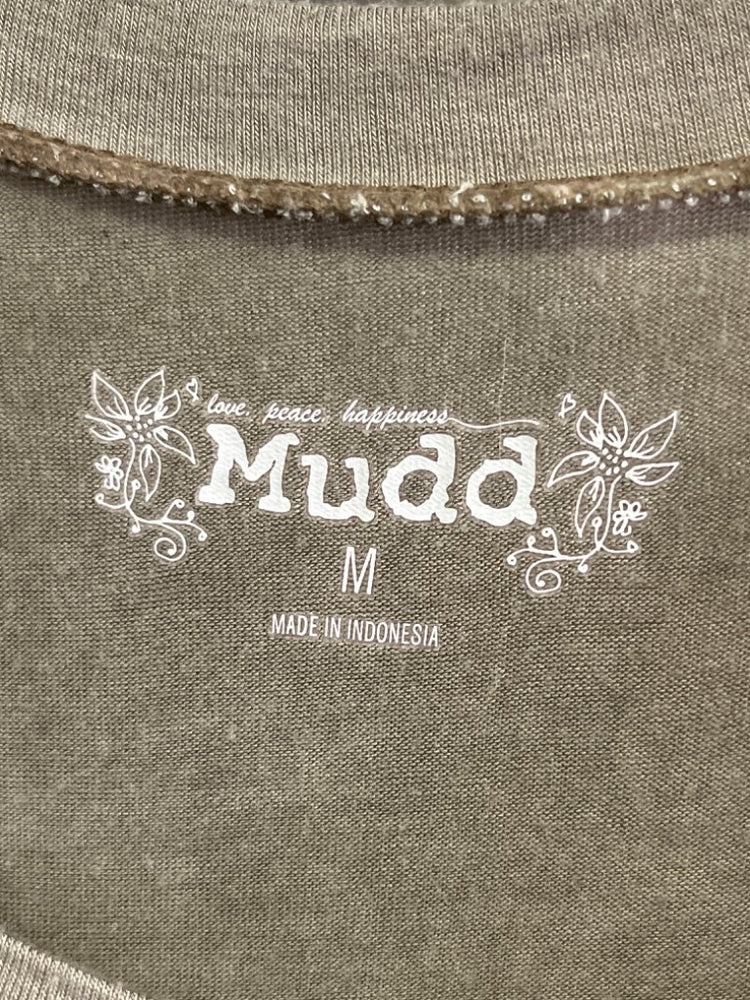 love. peace. happiness
Mudd
M
MADE IN INDONESIA